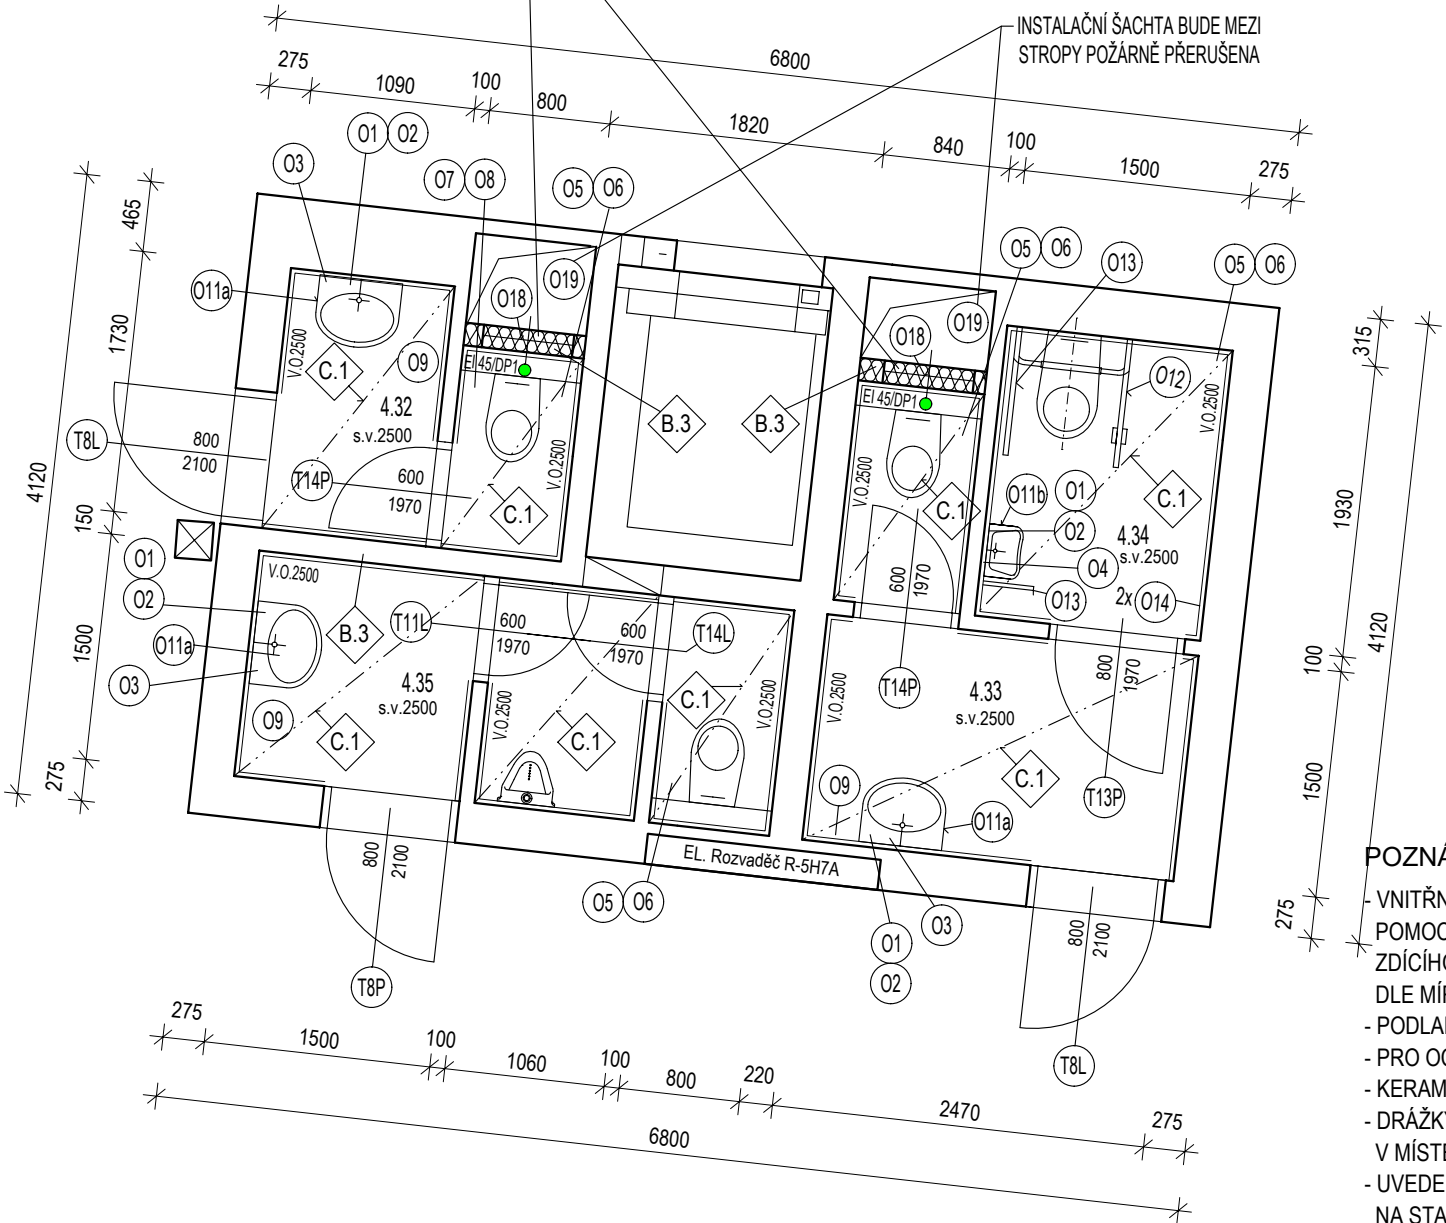 INSTALAČNÍ ŠACHTA BUDE MEZI
STROPY POŽÁRNĚ PŘERUŠENA
6800
275
1090
100
800
1820
840
100
1500
275
O1 O2
O3
O7 O8
O5 O6
O5 O6
O13
O5 O6
465
1730
150
1500
275
4120
O11a
V.O.2500
C.1
O9
4.32
s.v.2500
O18
O19
EI 45/DP1
B.3
B.3
O18
O19
EI 45/DP1
O12
V.O.2500
315
1930
100
1500
275
4120
T8L
800
2100
T14P
600
1970
V.O.2500
C.1
V.O.2500
C.1
O11b
O1
O2
C.1
4.34
s.v.2500
O4
O13
2x O14
600
1970
O1
O2
O11a
O3
V.O.2500
B.3
T11L
600
1970
600
1970
T14L
4.35
s.v.2500
O9
C.1
V.O.2500
C.1
C.1
V.O.2500
V.O.2500
T14P
4.33
s.v.2500
C.1
800
1970
T13P
O9
O11a
EL. Rozvaděč R-5H7A
800
2100
T8P
O5 O6
O3
O1
O2
800
2100
T8L
275
1500
100
1060
100
800
220
2470
275
6800
POZNÁ
- VNITŘN
POMOC
ZDÍCÍHO
DLE MÍ
- PODLA
- PRO O
- KERAM
- DRÁŽK
V MÍSTĚ
- UVEDE
NA STA